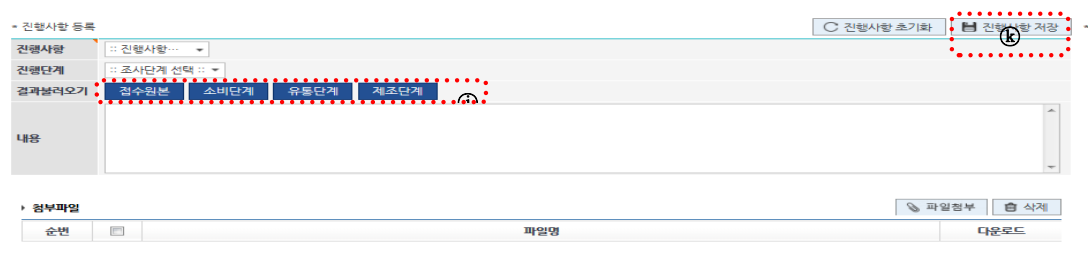 진행사항 등록 진행사항 초기화 진행사항 저장
ⓚ
진행사항 :: 진행사항…
진행단계 :: 조사단계 선택 ::
결과불러오기 접수원본 소비단계 유통단계 제조단계
내용
첨부파일 파일첨부 삭제
순번 파일명 다운로드